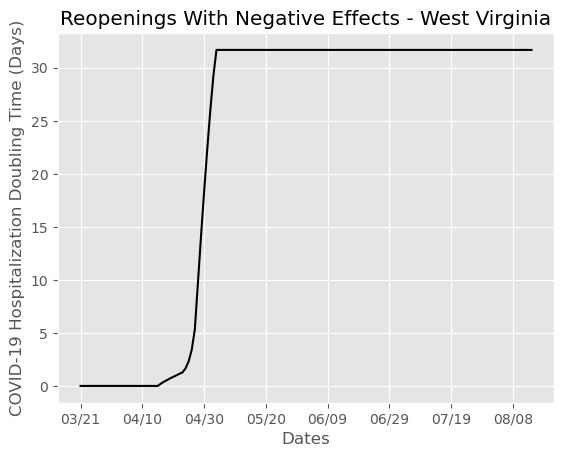 Reopenings With Negative Effects - West Virginia
COVID-19 Hospitalization Doubling Time (Days)
30
25
20
15
10
5
0
03/21 04/10 04/30 05/20 06/09 06/29 07/19 08/08
Dates